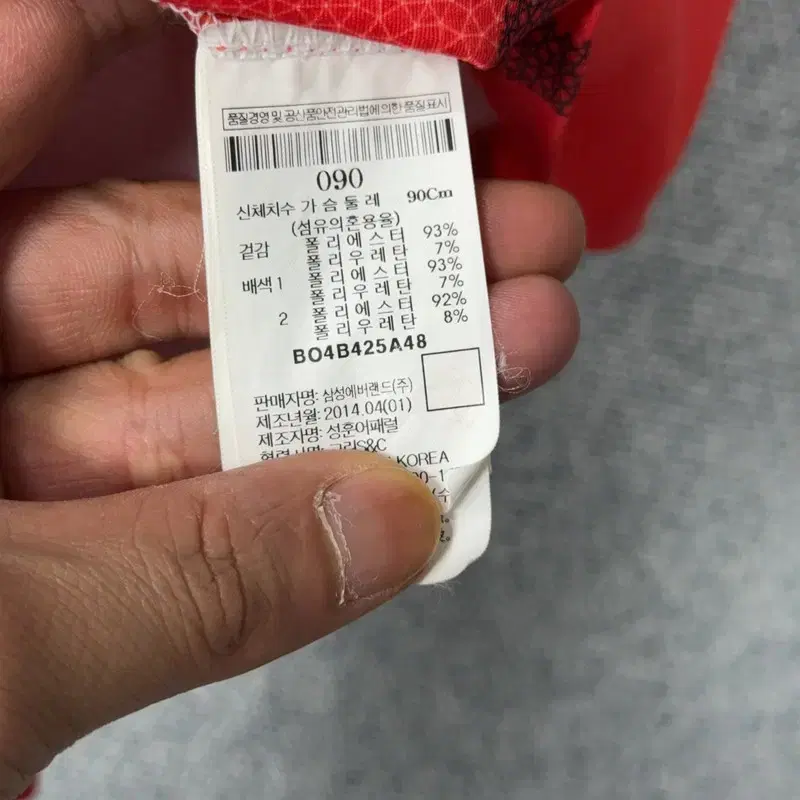 품질경영 및 공산품안전관리법에 의한 품질표시
090
신체치수 가슴둘레 90Cm
(섬유의혼용율)
겉감 폴리에스터 93%
폴리우레탄 7%
배색1 폴리에스터 93%
폴리우레탄 7%
2 폴리에스터 92%
폴리우레탄 8%
BO4B425A48
판매자명: 삼성에버랜드(주)
제조년월: 2014.04(01)
제조자명: 성훈어패럴
KOREA